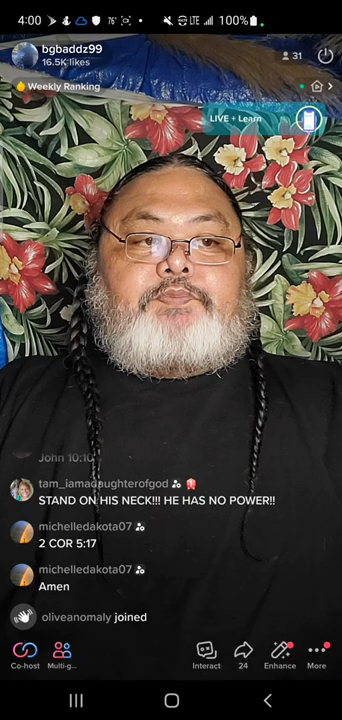 4:00
76°
LTE
100%
bgbaddz99
16.5K likes
31
Weekly Ranking
LIVE + Learn
John 10:10
tam_iamadaughterofgod
STAND ON HIS NECK!!! HE HAS NO POWER!!
michelledakota07
2 COR 5:17
michelledakota07
Amen
oliveanomaly joined
Co-host
Multi-g...
Interact
24
Enhance
More